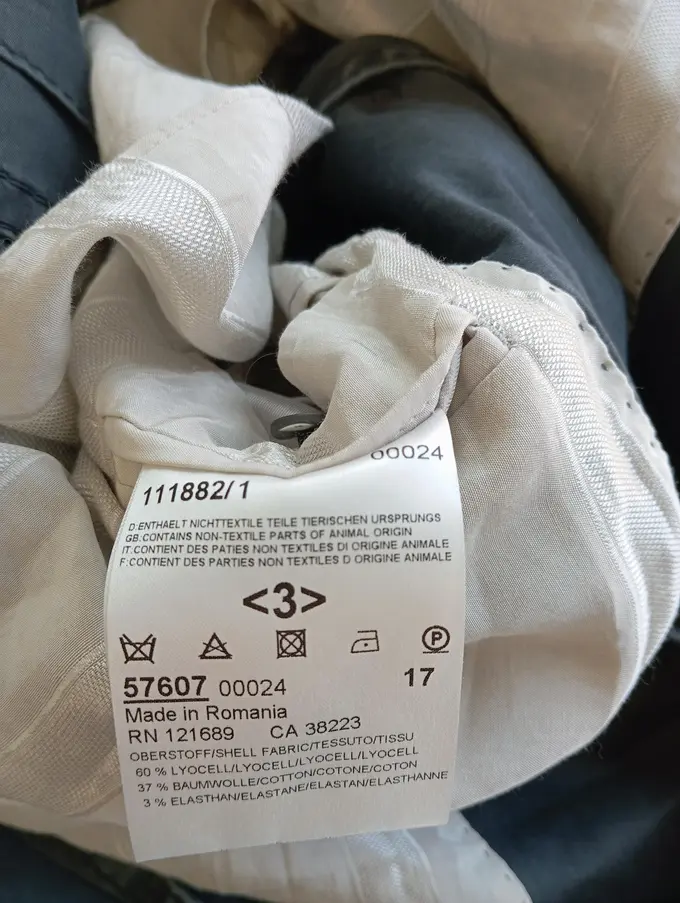 00024
111882/1
D:ENTHAELT NICHTTEXTILE TEILE TIERISCHEN URSPRUNGS
GB:CONTAINS NON-TEXTILE PARTS OF ANIMAL ORIGIN
IT:CONTIENT DES PATIES NON TEXTILES DI ORIGINE ANIMALE
F:CONTIENT DES PARTIES NON TEXTILES D ORIGINE ANIMALE
<3>
P
57607 00024 17
Made in Romania
RN 121689 CA 38223
OBERSTOFF/SHELL FABRIC/TESSUTO/TISSU
60 % LYOCELL/LYOCELL/LYOCELL/LYOCELL
37 % BAUMWOLLE/COTTON/COTONE/COTON
3 % ELASTHAN/ELASTANE/ELASTAN/ELASTHANNE